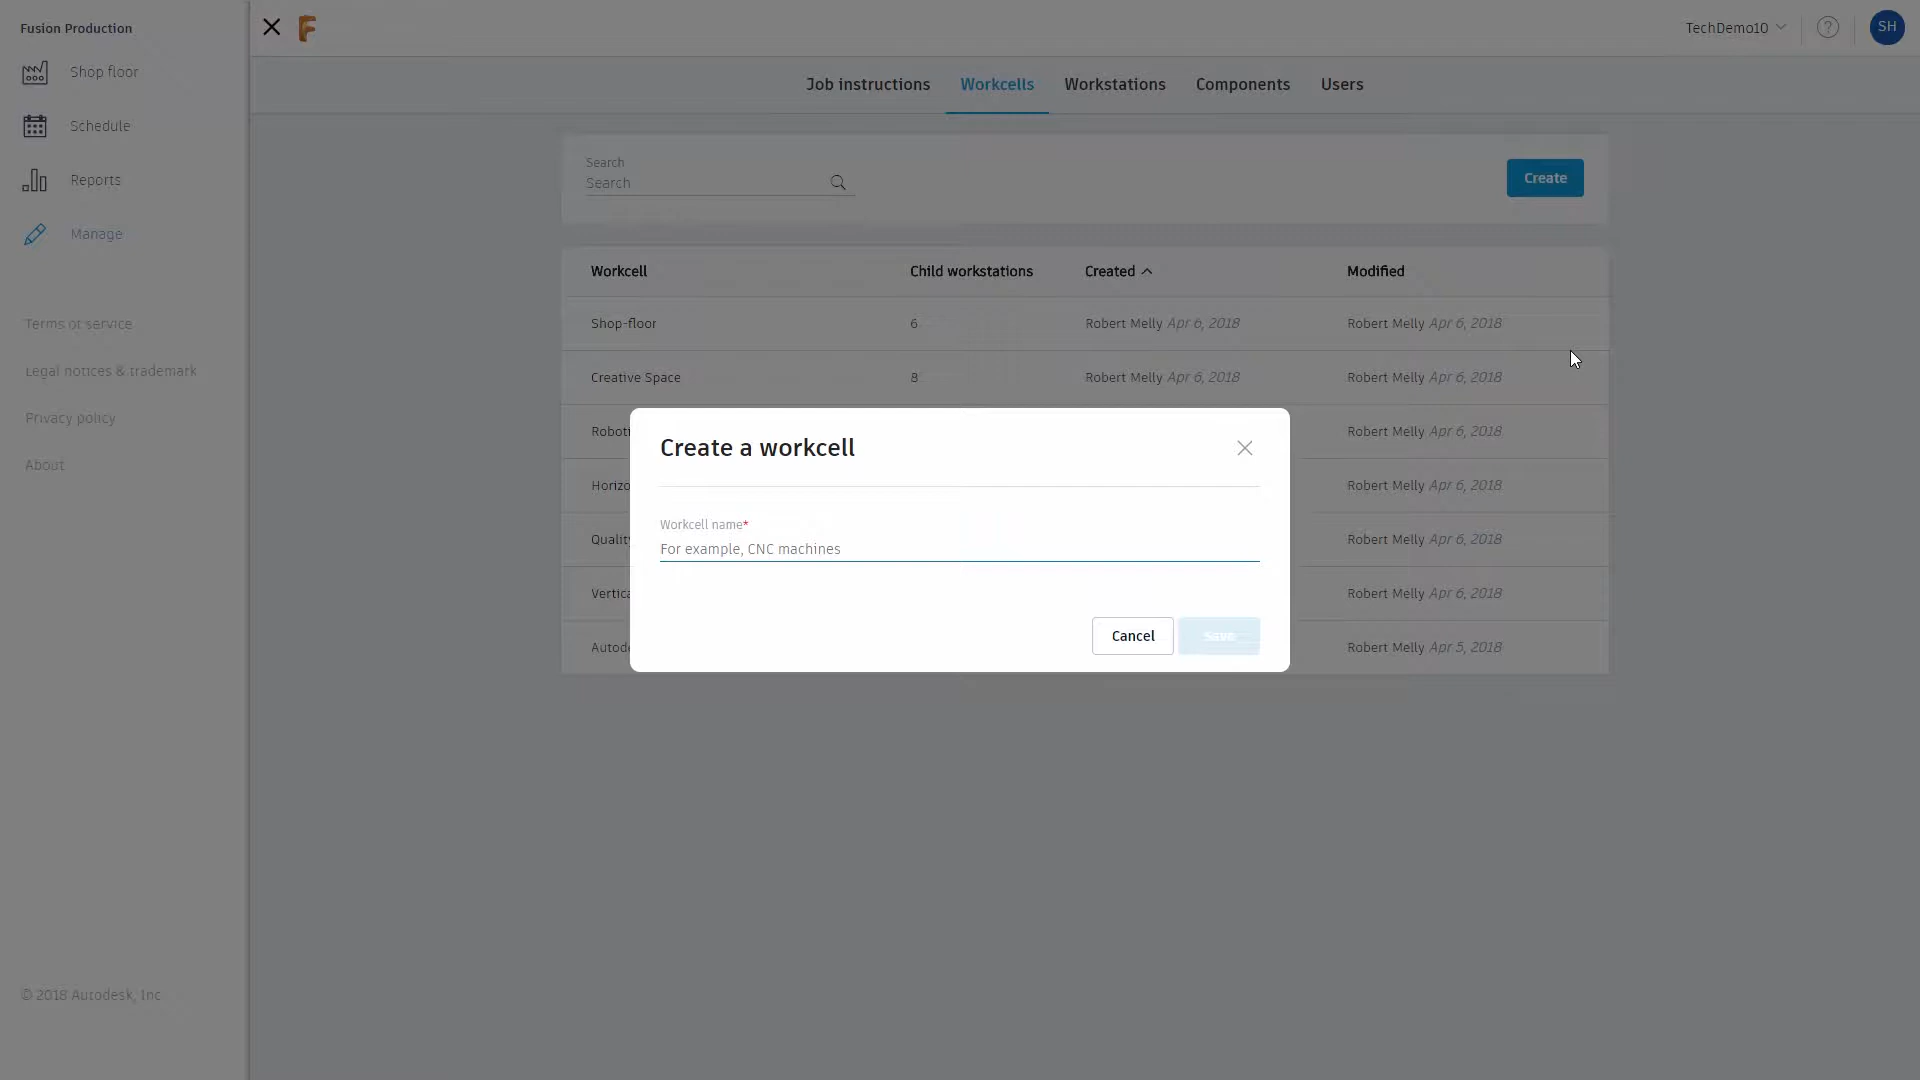 Fusion Production
Shop floor
Schedule
Reports
Manage
Terms of service
Legal notices & trademark
Privacy policy
About
© 2018 Autodesk, Inc
TechDemo10
?
SH
Job instructions Workcells Workstations Components Users
Search
Search
Create
Workcell Child workstations Created Modified
Shop-floor 6 Robert Melly Apr 6, 2018 Robert Melly Apr 6, 2018
Creative Space 8 Robert Melly Apr 6, 2018 Robert Melly Apr 6, 2018
Roboti Robert Melly Apr 6, 2018
Horizo Robert Melly Apr 6, 2018
Quality Robert Melly Apr 6, 2018
Vertica Robert Melly Apr 6, 2018
Autode Robert Melly Apr 5, 2018
Create a workcell
Workcell name*
For example, CNC machines
Cancel Save